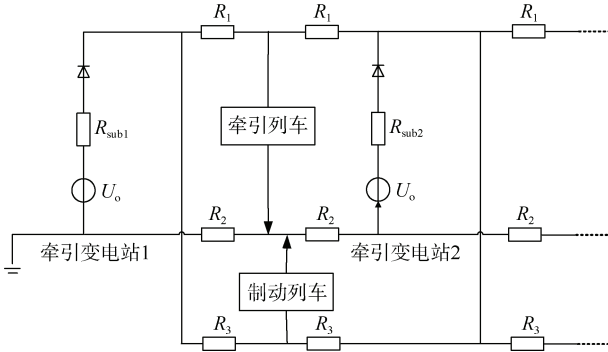 R1 R1 R1
Rsub1 牵引列车 Rsub2
Uo Uo
R2 R2 R2
牵引变电站1 牵引变电站2
制动列车
R3 R3 R3